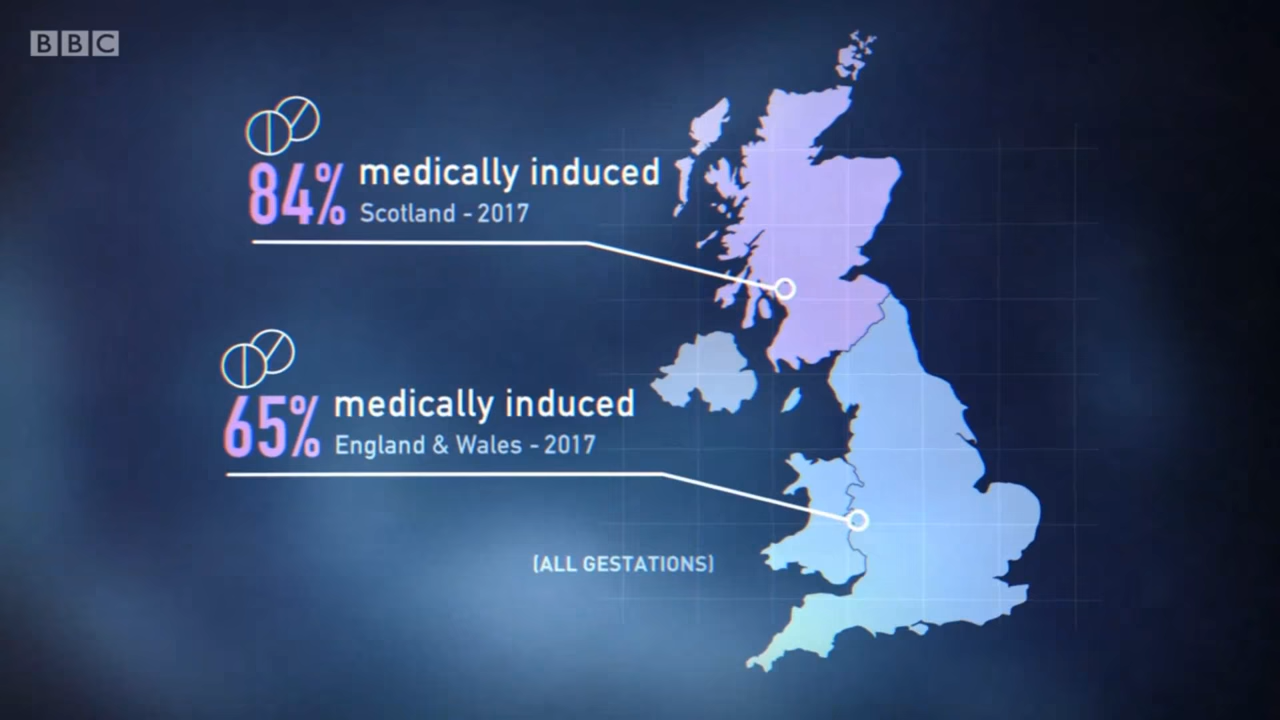 BBC
84% medically induced
Scotland - 2017
65% medically induced
England & Wales - 2017
(ALL GESTATIONS)